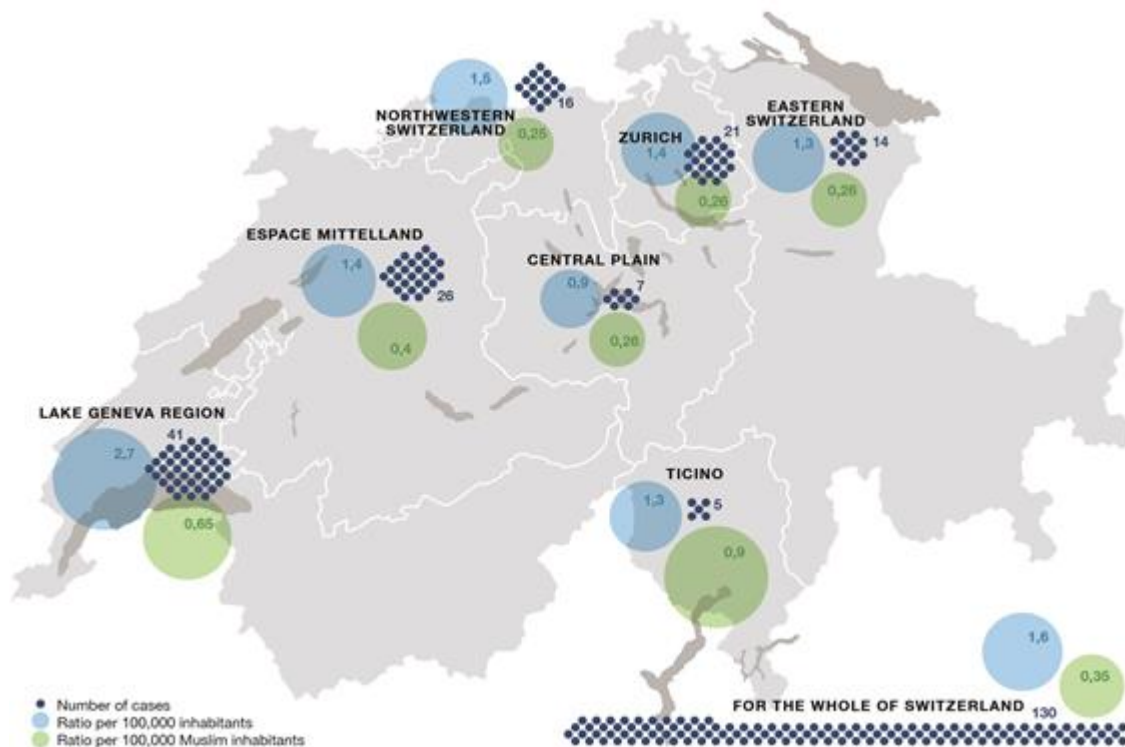 1,5
16
NORTHWESTERN
SWITZERLAND
0,25
ZURICH
21
1,4
0,26
EASTERN
SWITZERLAND
14
1,3
0,26
ESPACE MITTELLAND
1,4
26
0,4
CENTRAL PLAIN
0,9
7
0,26
LAKE GENEVA REGION
41
2,7
0,65
TICINO
1,3
5
0,9
1,6
0,35
FOR THE WHOLE OF SWITZERLAND
130
Number of cases
Ratio per 100,000 inhabitants
Ratio per 100,000 Muslim inhabitants